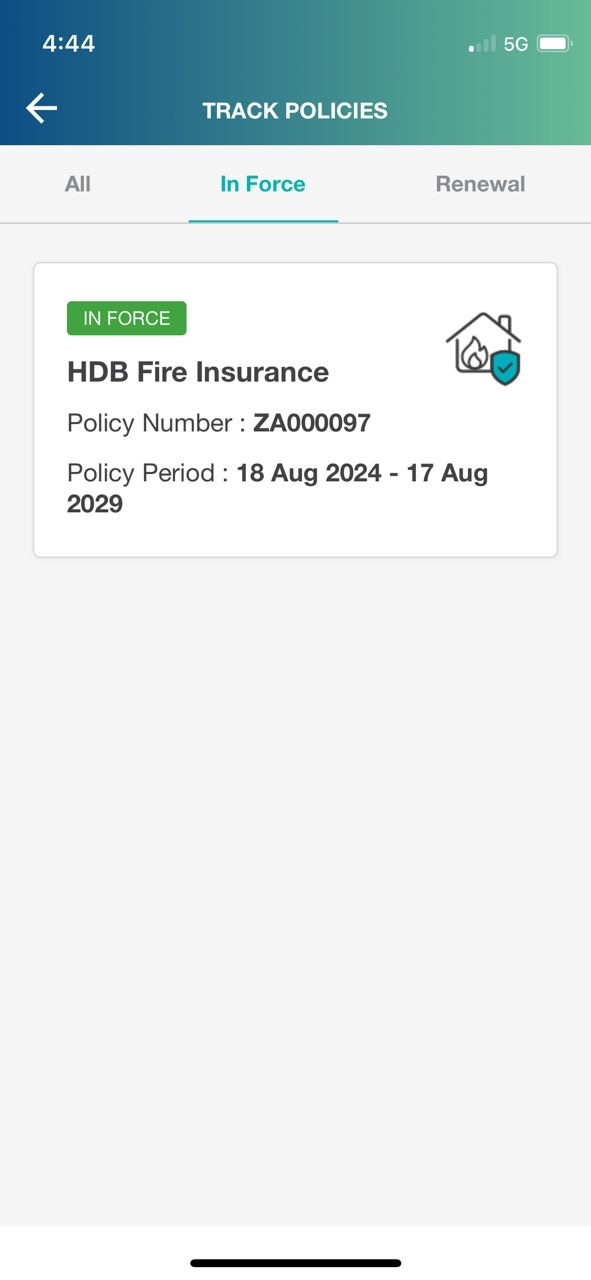 4:44
5G
TRACK POLICIES
All
In Force
Renewal
IN FORCE
HDB Fire Insurance
Policy Number : ZA000097
Policy Period : 18 Aug 2024 - 17 Aug
2029